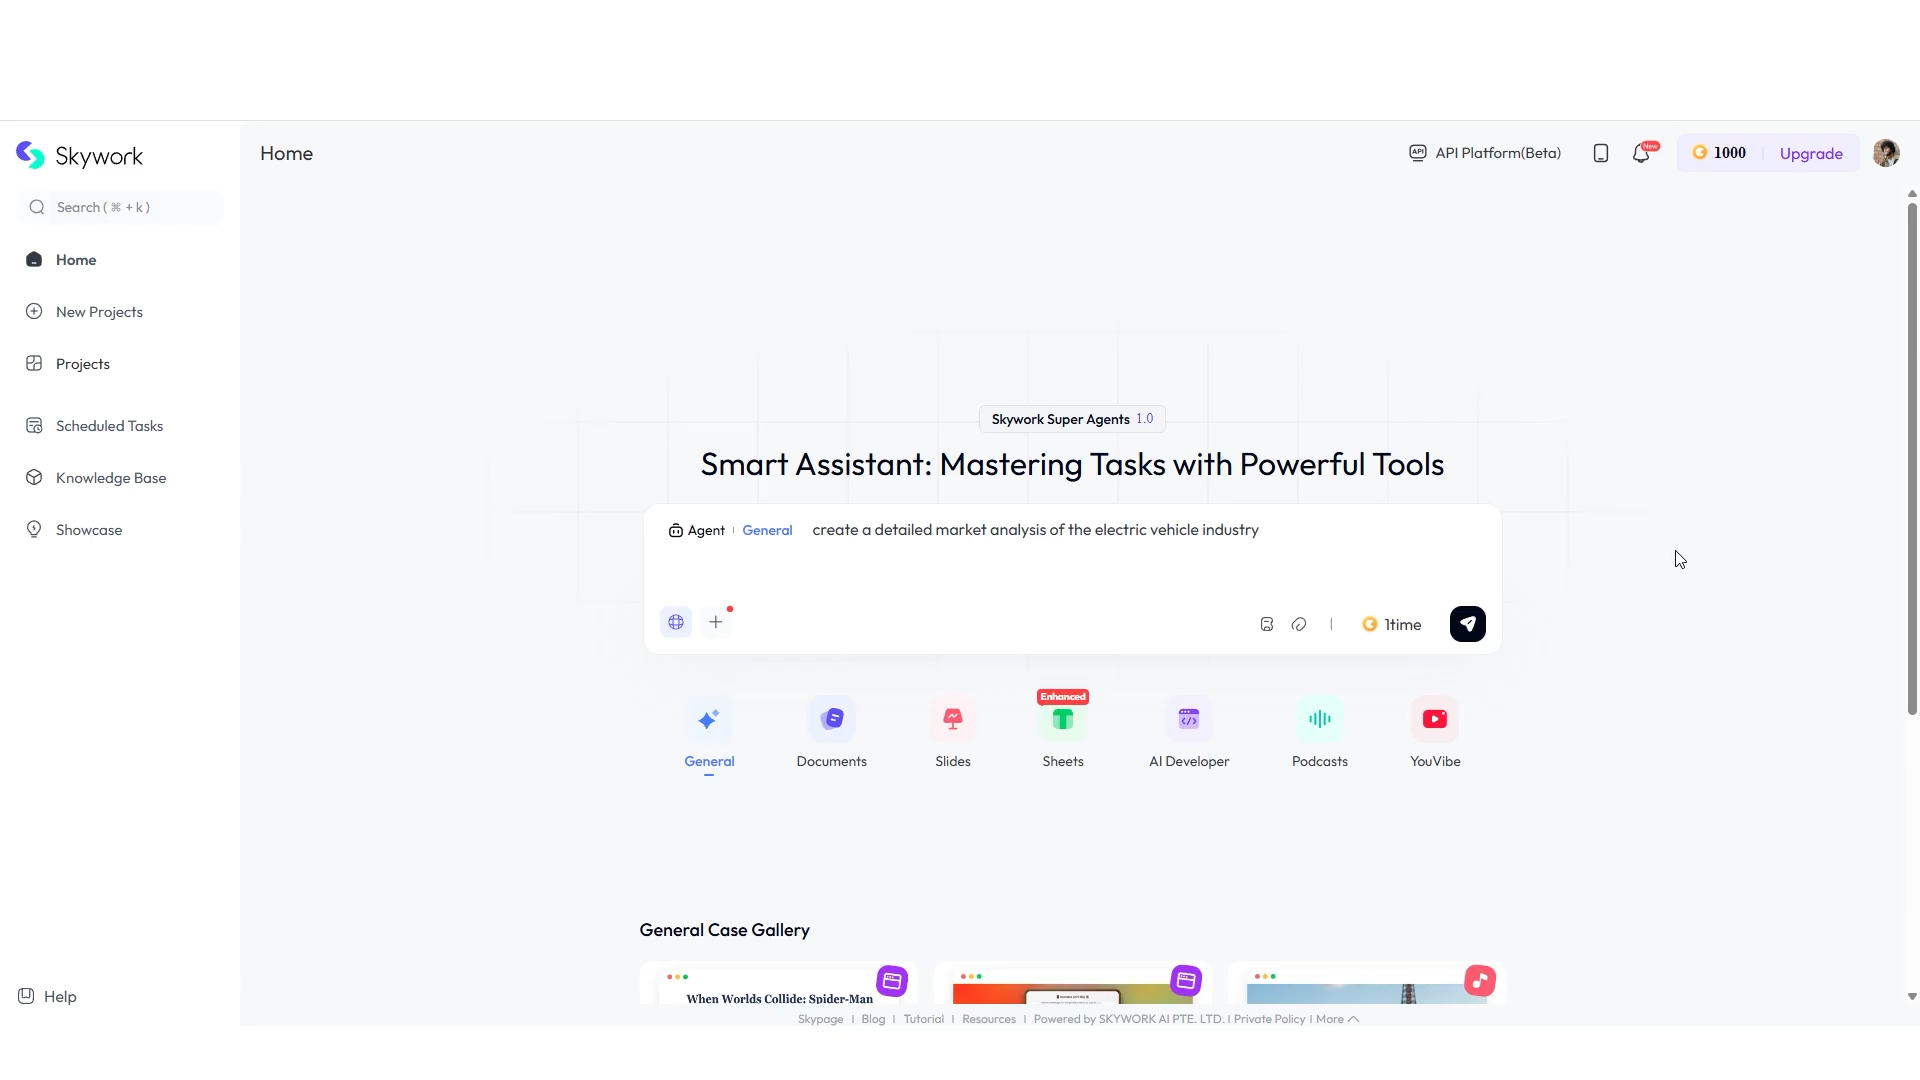 Skywork
Search ( ⌘ + k )
Home
New Projects
Projects
Scheduled Tasks
Knowledge Base
Showcase
Help
Home
API API Platform(Beta)
New
1000
Upgrade
Skywork Super Agents 1.0
Smart Assistant: Mastering Tasks with Powerful Tools
Agent General create a detailed market analysis of the electric vehicle industry
1time
Enhanced
General
Documents
Slides
Sheets
AI Developer
Podcasts
YouVibe
General Case Gallery
When Worlds Collide: Spider-Man
Skypage | Blog | Tutorial | Resources | Powered by SKYWORK AI PTE. LTD. | Private Policy | More